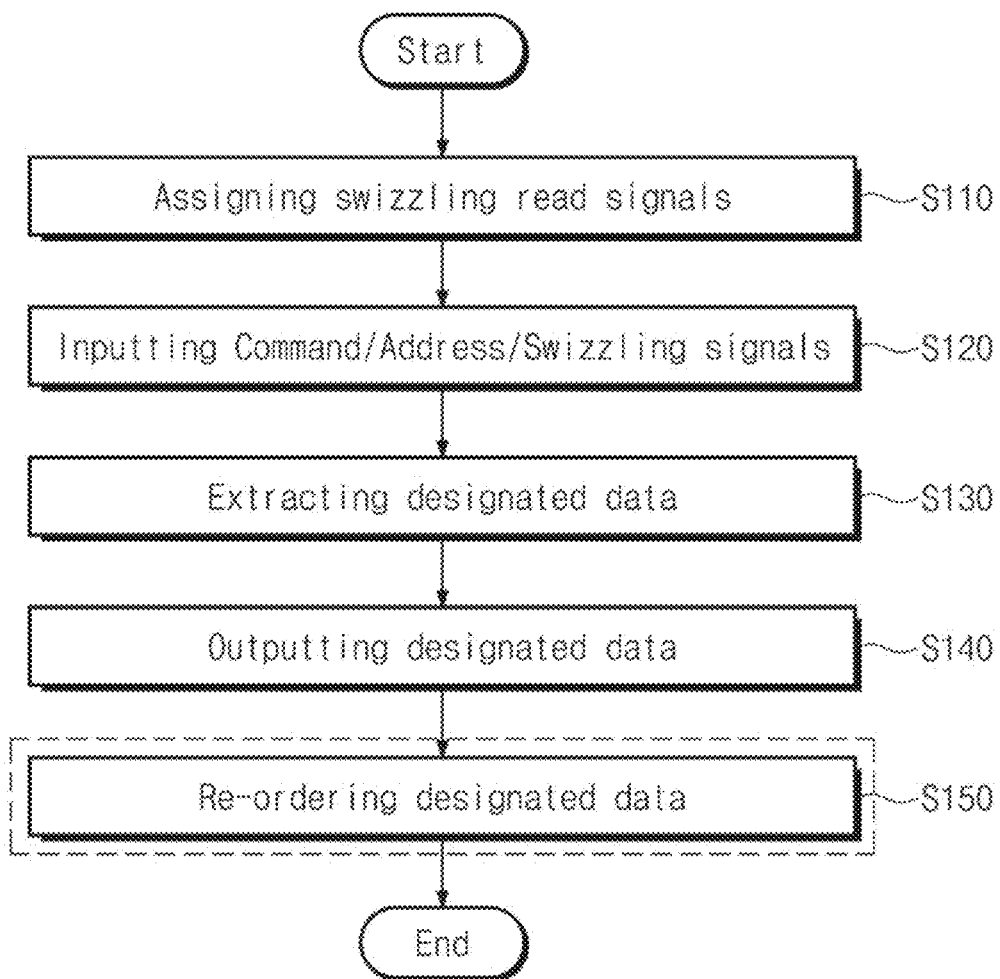 Start
Assigning swizzling read signals
S110
Inputting Command/Address/Swizzling signals
S120
Extracting designated data
S130
Outputting designated data
S140
Re-ordering designated data
S150
End